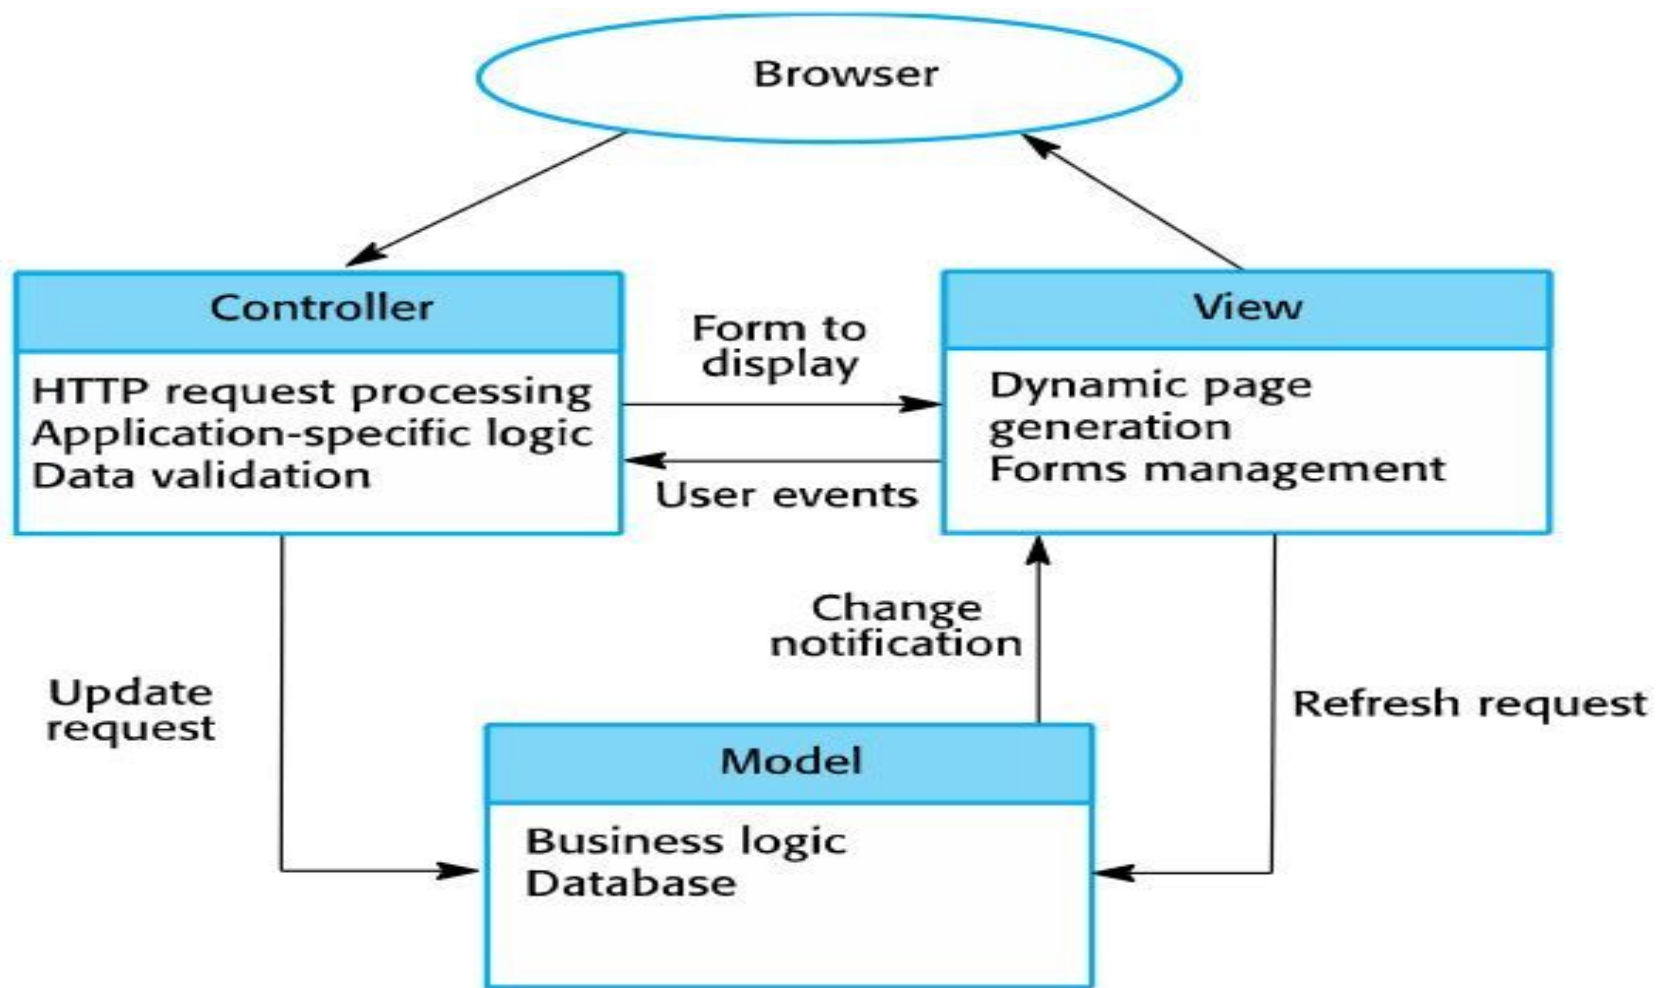 Browser
Controller
HTTP request processing
Application-specific logic
Data validation
Form to
display
User events
View
Dynamic page
generation
Forms management
Update
request
Change
notification
Refresh request
Model
Business logic
Database